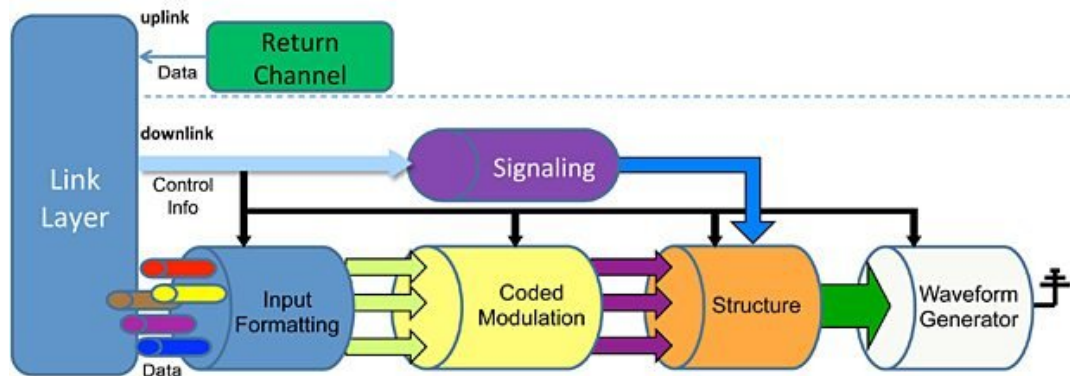 uplink
Return
Channel
Data
downlink
Signaling
Control
Info
Link
Layer
Input
Formatting
Coded
Modulation
Structure
Waveform
Generator
Data